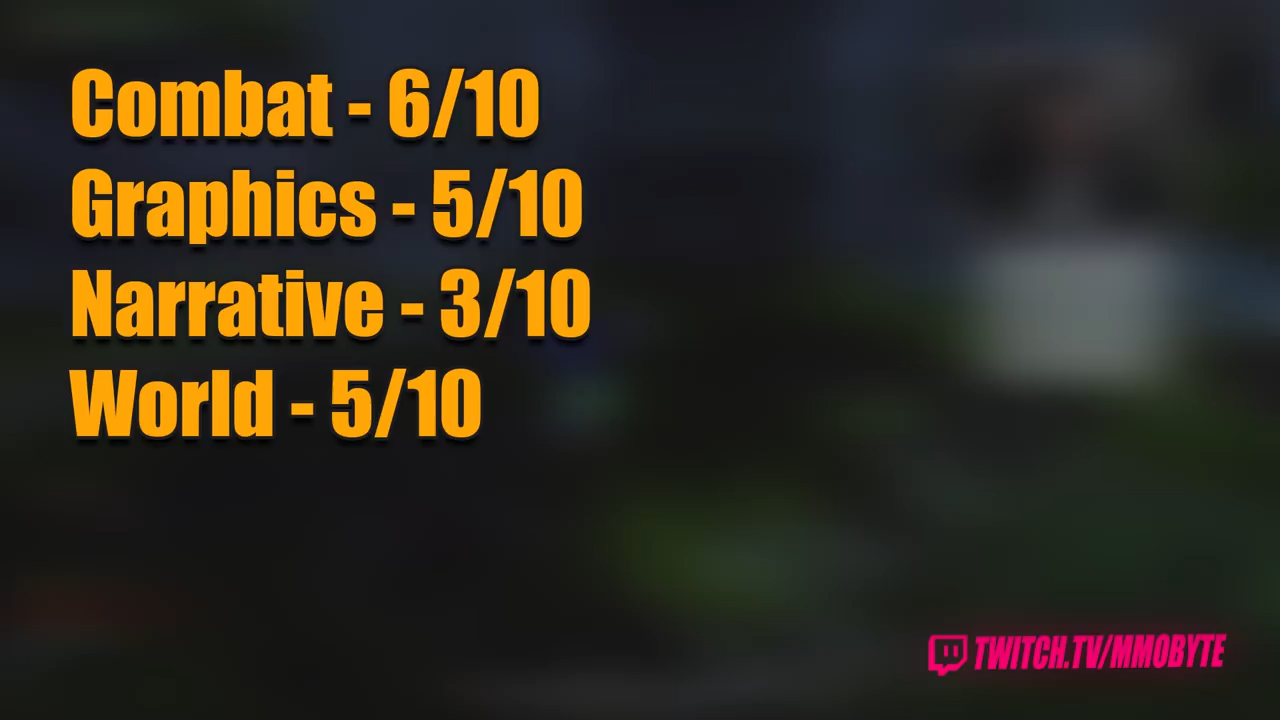 Combat - 6/10
Graphics - 5/10
Narrative - 3/10
World - 5/10
TWITCH.TV/MMOBYTE